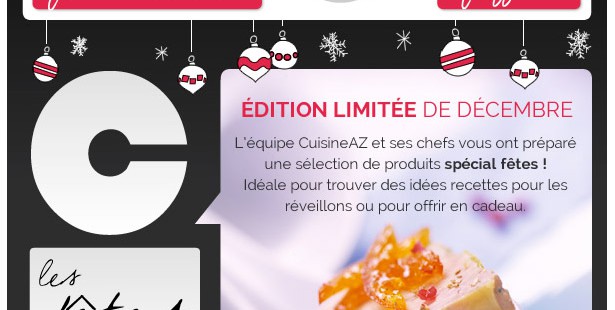 ÉDITION LIMITÉE DE DÉCEMBRE
L'équipe CuisineAZ et ses chefs vous ont préparé
une sélection de produits spécial fêtes !
Idéale pour trouver des idées recettes pour les
réveillons ou pour offrir en cadeau.
les